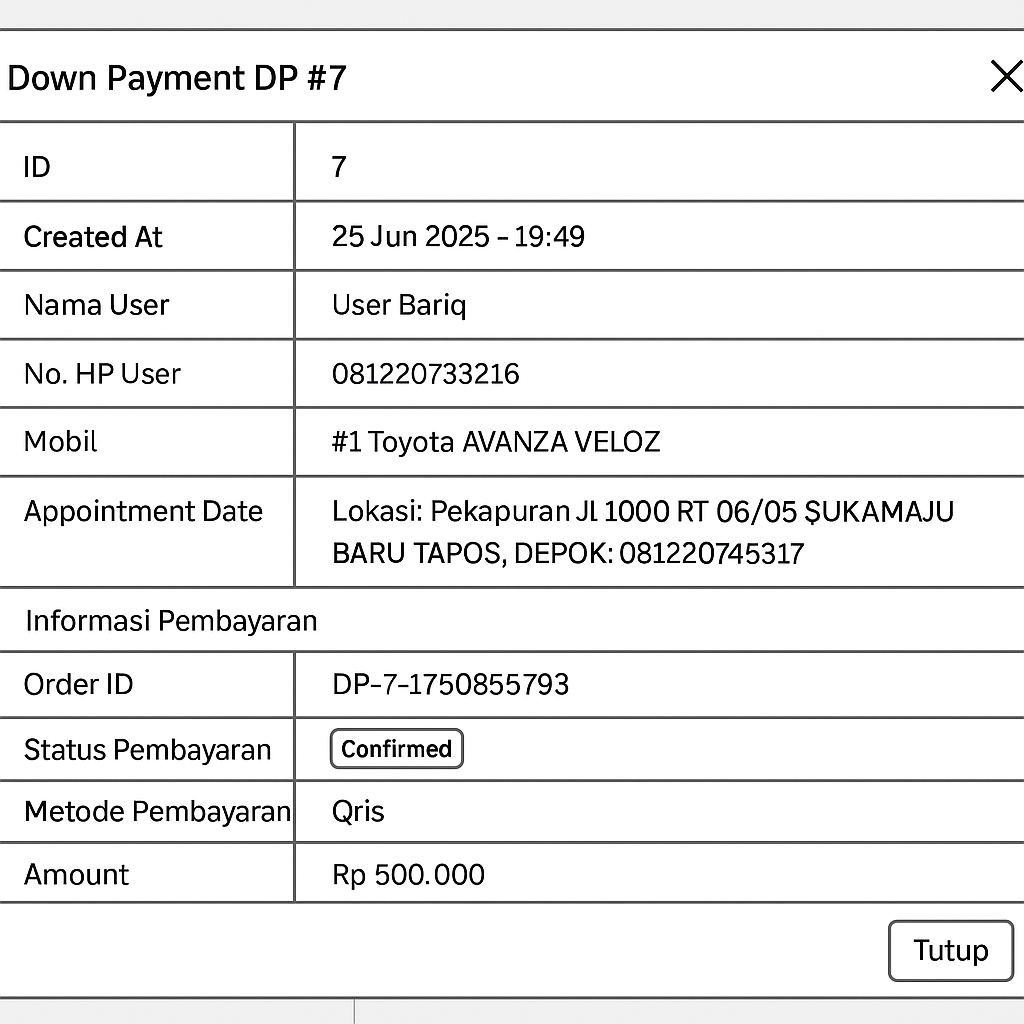 Down Payment DP #7
ID 7
Created At 25 Jun 2025 – 19:49
Nama User User Bariq
No. HP User 081220733216
Mobil #1 Toyota AVANZA VELOZ
Appointment Date Lokasi: Pekapuran Jl 1000 RT 06/05 ŞUKAMAJU
BARU TAPOS, DEPOK: 081220745317
Informasi Pembayaran
Order ID DP-7-1750855793
Status Pembayaran Confirmed
Metode Pembayaran Qris
Amount Rp 500.000
Tutup